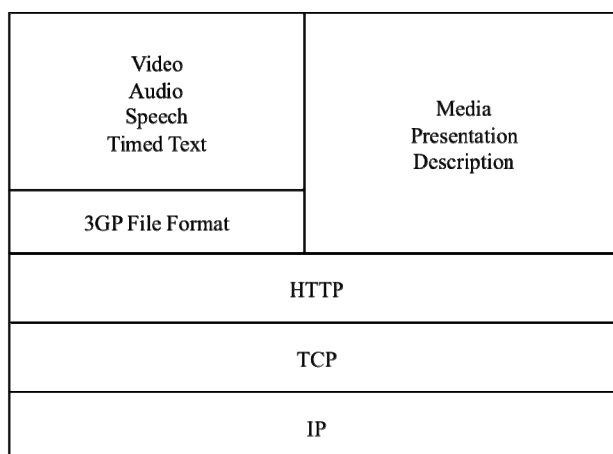 Video
Audio
Speech
Timed Text
3GP File Format
Media
Presentation
Description
HTTP
TCP
IP